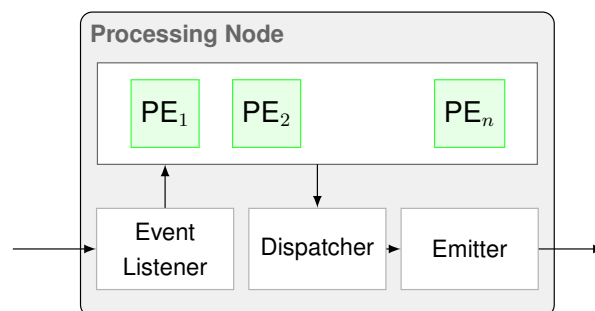 Processing Node
PE₁ PE₂ PEₙ
Event
Listener
Dispatcher
Emitter